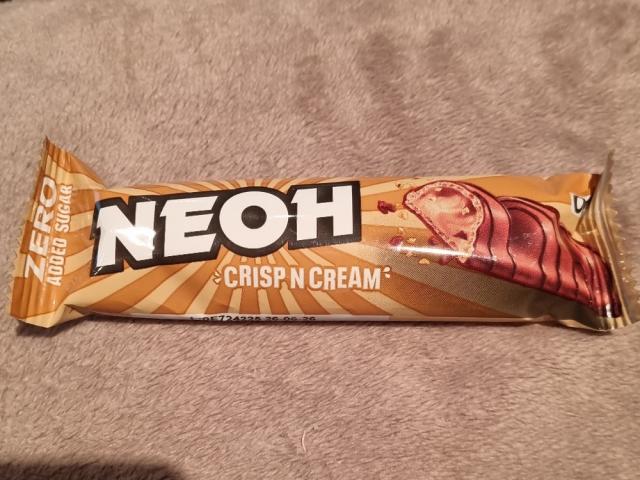 ZERO
ADDED SUGAR
NEOH
CRISP N CREAM